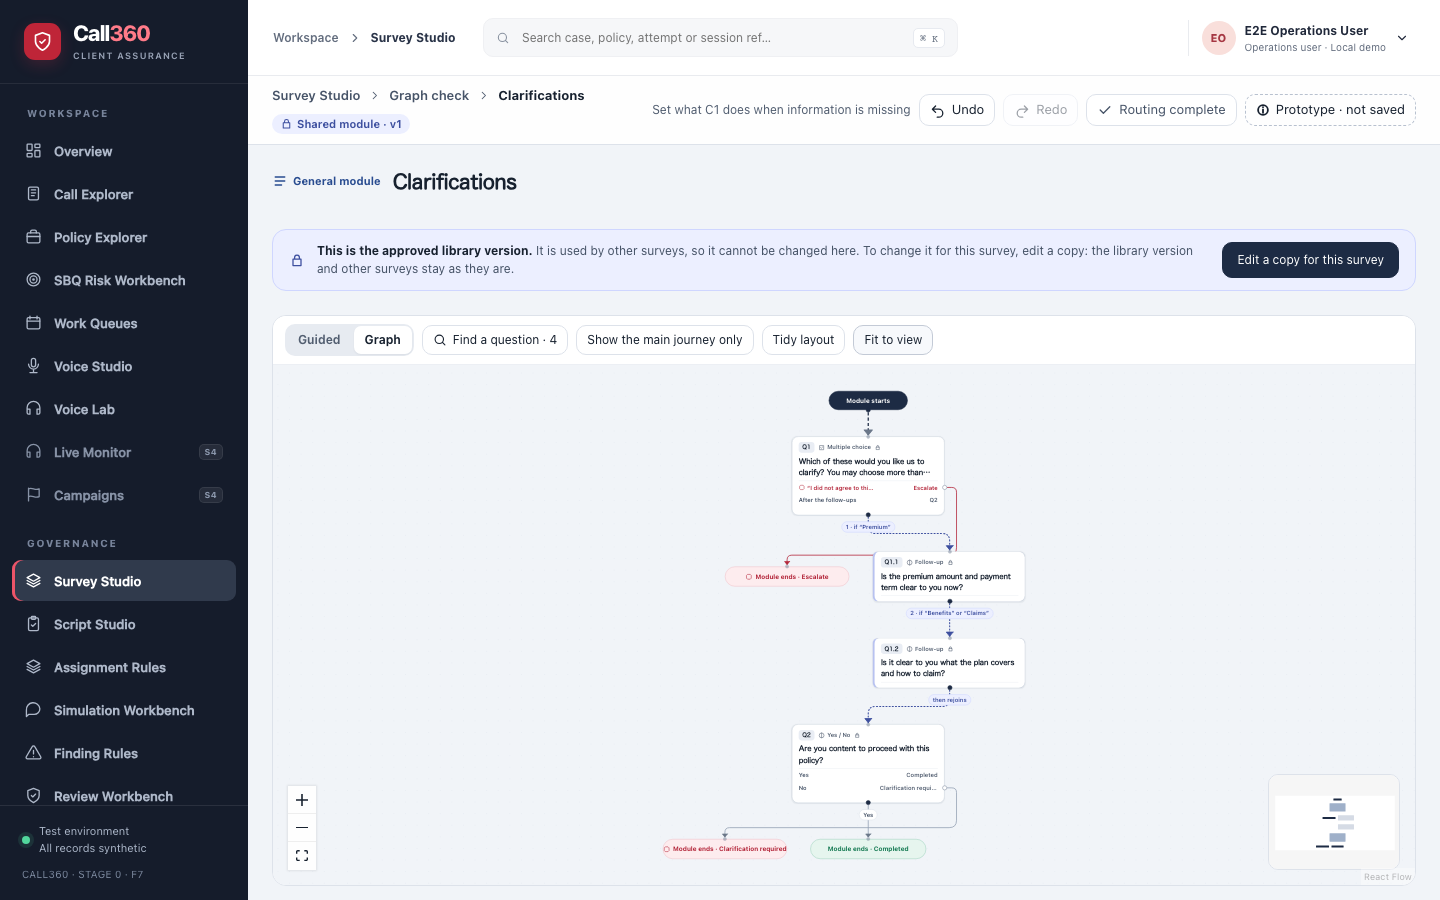 Call360
CLIENT ASSURANCE
WORKSPACE
Overview
Call Explorer
Policy Explorer
SBQ Risk Workbench
Work Queues
Voice Studio
Voice Lab
Live Monitor S4
Campaigns S4
GOVERNANCE
Survey Studio
Script Studio
Assignment Rules
Simulation Workbench
Finding Rules
Review Workbench
Test environment
All records synthetic
CALL360 · STAGE 0 · F7
Workspace > Survey Studio
Search case, policy, attempt or session ref...
⌘ K
EO
E2E Operations User
Operations user · Local demo
Survey Studio > Graph check > Clarifications
Shared module · v1
Set what C1 does when information is missing
Undo
Redo
Routing complete
Prototype · not saved
General module
Clarifications
This is the approved library version. It is used by other surveys, so it cannot be changed here. To change it for this survey, edit a copy: the library version
and other surveys stay as they are.
Edit a copy for this survey
Guided
Graph
Find a question · 4
Show the main journey only
Tidy layout
Fit to view
Module starts
Q1 Multiple choice
Which of these would you like us to
clarify? You may choose more than···
"I did not agree to thi... Escalate
After the follow-ups Q2
1 · if "Premium"
Module ends · Escalate
Q1.1 Follow-up
Is the premium amount and payment
term clear to you now?
2 · if "Benefits" or "Claims"
Q1.2 Follow-up
Is it clear to you what the plan covers
and how to claim?
then rejoins
Q2 Yes / No
Are you content to proceed with this
policy?
Yes Completed
No Clarification requi...
Yes
Module ends · Clarification required
Module ends · Completed
React Flow